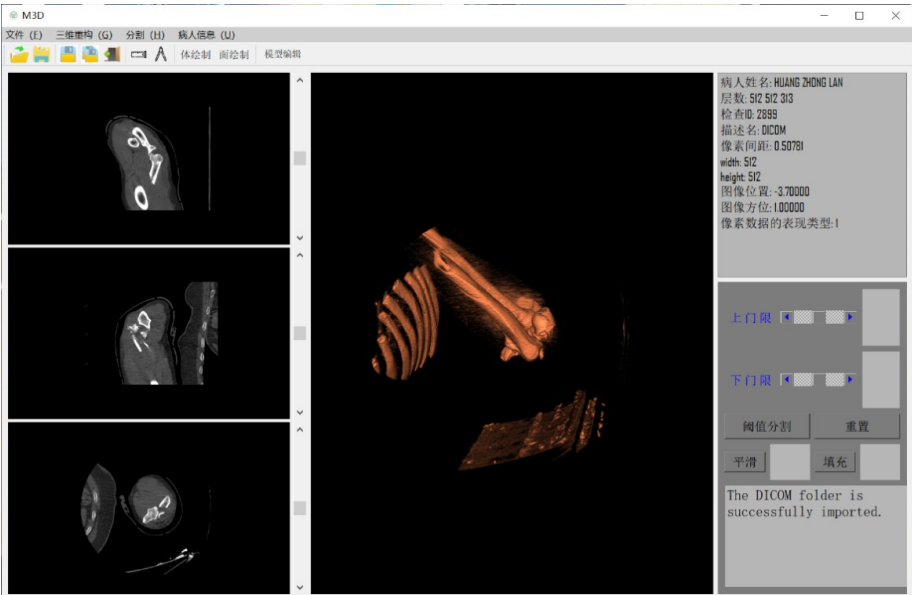 M3D
文件 (F) 三维重构 (G) 分割 (H) 病人信息 (U)
体绘制 面绘制 模型编辑
病人姓名: HUANG ZHONG LAN
层数: 512 512 313
检查ID: 2899
描述名: DICOM
像素间距: 0.50781
width: 512
height: 512
图像位置: -3.70000
图像方位: 1.00000
像素数据的表现类型:1
上门限
下门限
阈值分割 重置
平滑 填充
The DICOM folder is
successfully imported.